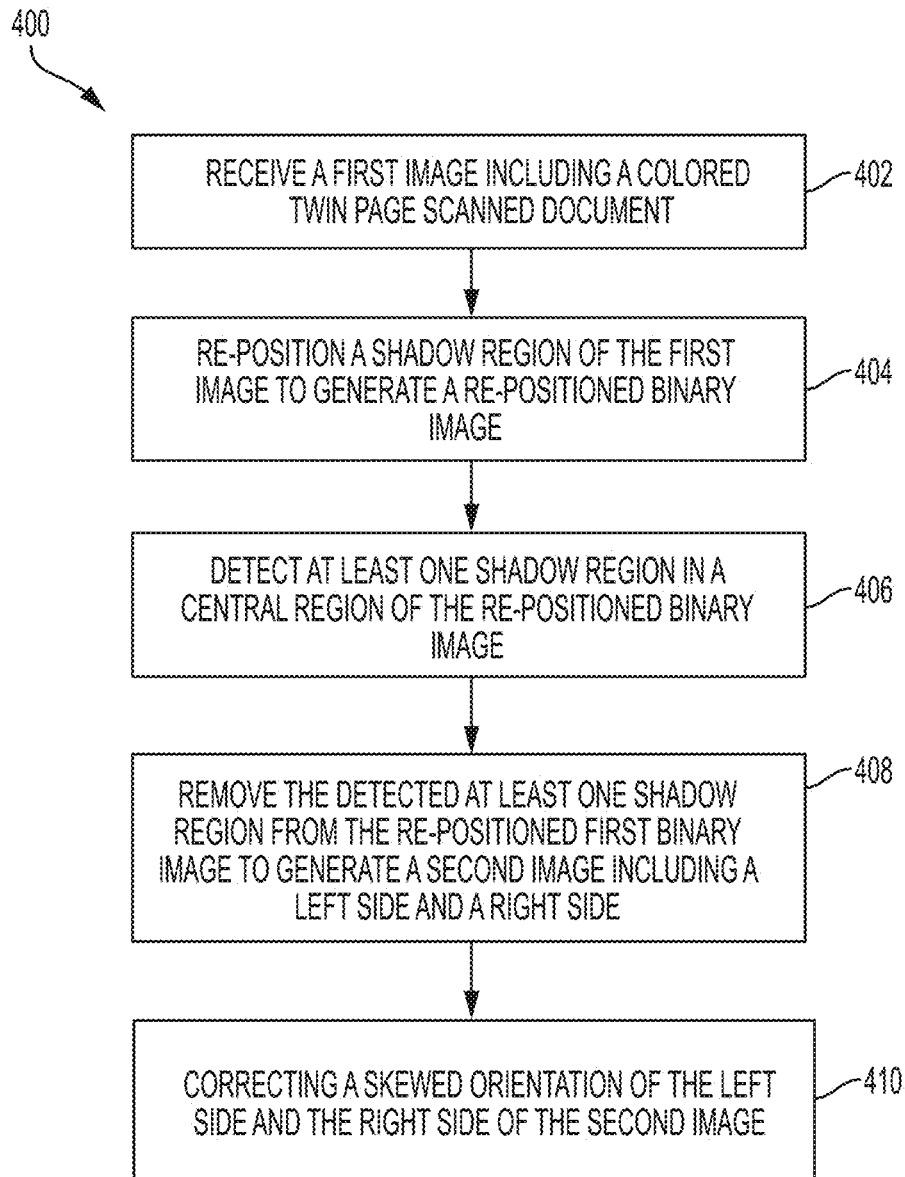 400
RECEIVE A FIRST IMAGE INCLUDING A COLORED
TWIN PAGE SCANNED DOCUMENT
402
RE-POSITION A SHADOW REGION OF THE FIRST
IMAGE TO GENERATE A RE-POSITIONED BINARY
IMAGE
404
DETECT AT LEAST ONE SHADOW REGION IN A
CENTRAL REGION OF THE RE-POSITIONED BINARY
IMAGE
406
REMOVE THE DETECTED AT LEAST ONE SHADOW
REGION FROM THE RE-POSITIONED FIRST BINARY
IMAGE TO GENERATE A SECOND IMAGE INCLUDING A
LEFT SIDE AND A RIGHT SIDE
408
CORRECTING A SKEWED ORIENTATION OF THE LEFT
SIDE AND THE RIGHT SIDE OF THE SECOND IMAGE
410